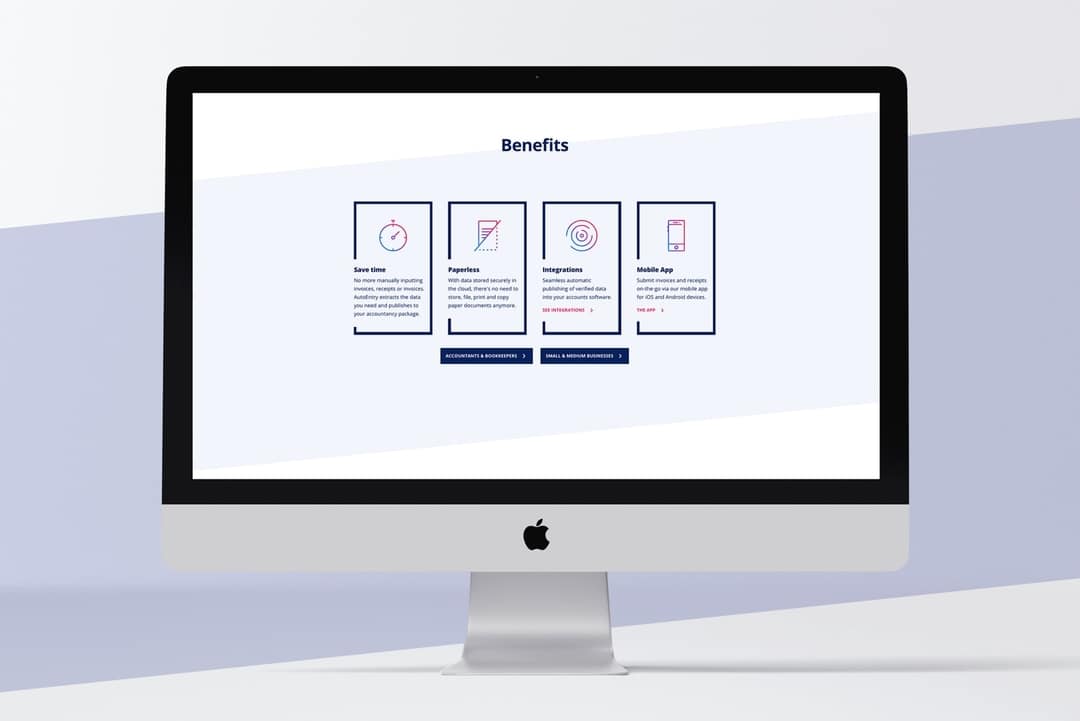 Benefits
Save time
No more manually inputting
invoices, receipts or invoices.
AutoEntry extracts the data
you need and publishes to
your accountancy package.
Paperless
With data stored securely in
the cloud, there's no need to
store, file, print and copy
paper documents anymore.
Integrations
Seamless automatic
publishing of verified data
into your accounts software.
SEE INTEGRATIONS
Mobile App
Submit invoices and receipts
on-the-go via our mobile app
for iOS and Android devices.
THE APP
ACCOUNTANTS & BOOKKEEPERS
SMALL & MEDIUM BUSINESSES